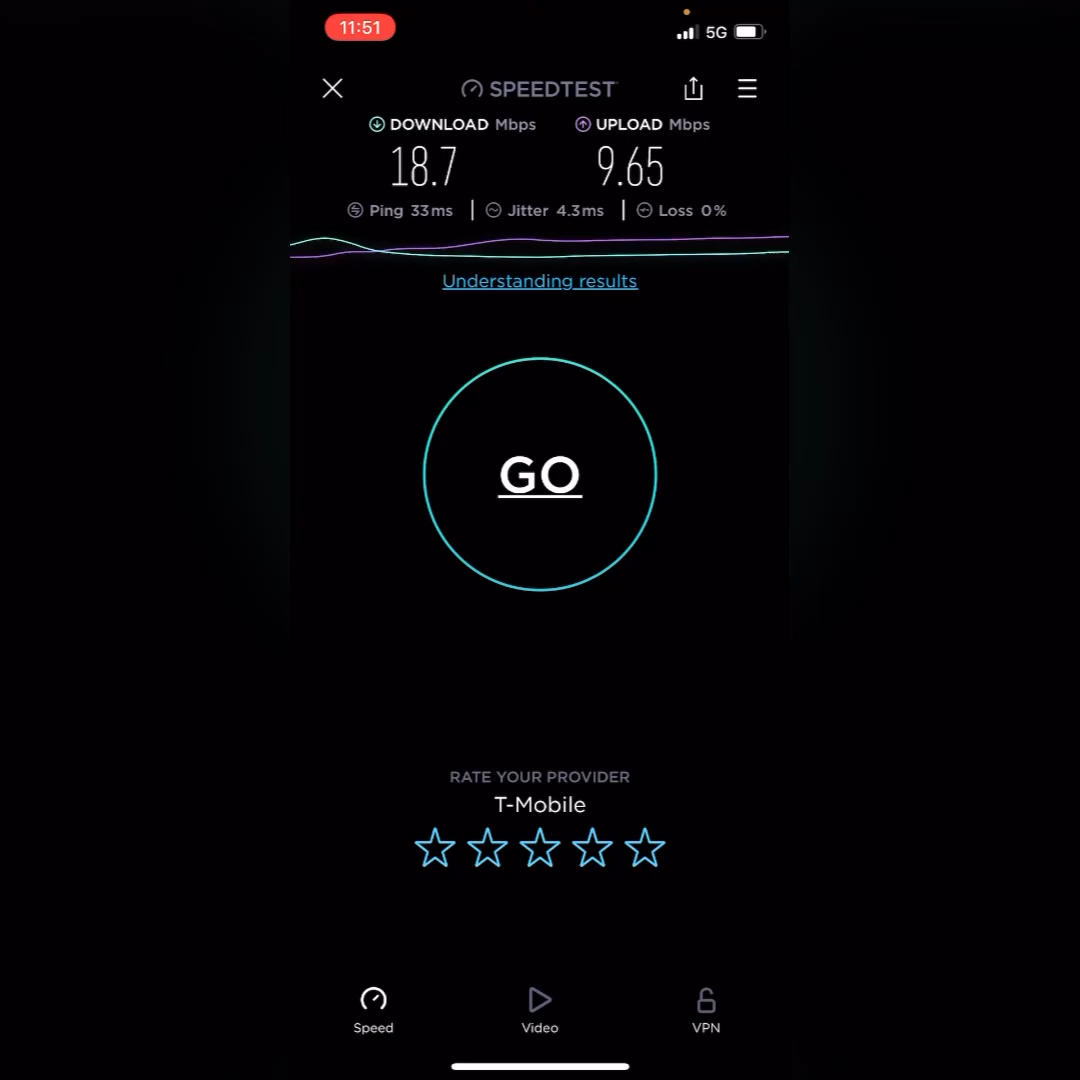 11:51
5G
SPEEDTEST
DOWNLOAD Mbps UPLOAD Mbps
18.7 9.65
Ping 33ms | Jitter 4.3ms | Loss 0%
Understanding results
GO
RATE YOUR PROVIDER
T-Mobile
Speed Video VPN